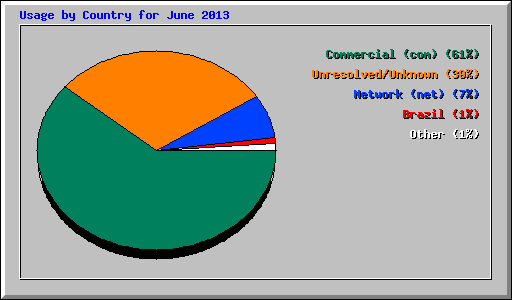 Usage by Country for June 2013
Commercial (com) (61%)
Unresolved/Unknown (30%)
Network (net) (7%)
Brazil (1%)
Other (1%)